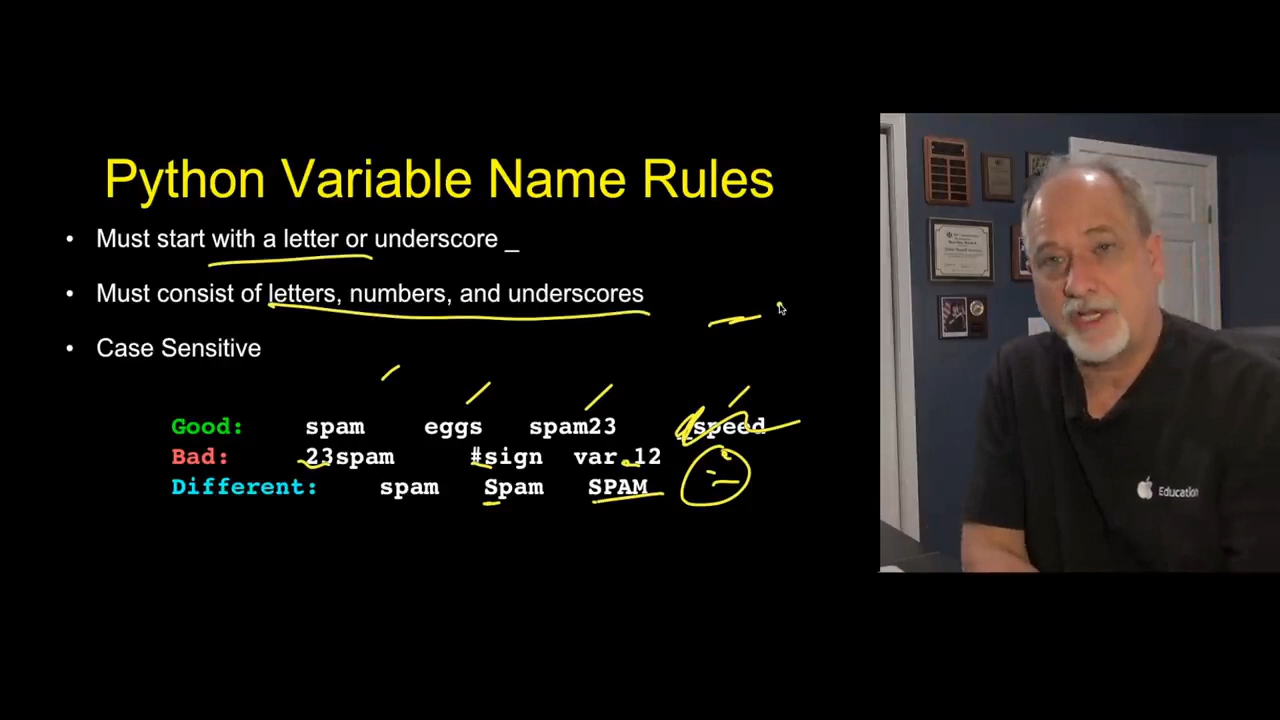 Python Variable Name Rules
• Must start with a letter or underscore _
• Must consist of letters, numbers, and underscores
• Case Sensitive
Good: spam eggs spam23 _speed
Bad: 23spam #sign var.12
Different: spam Spam SPAM
Education